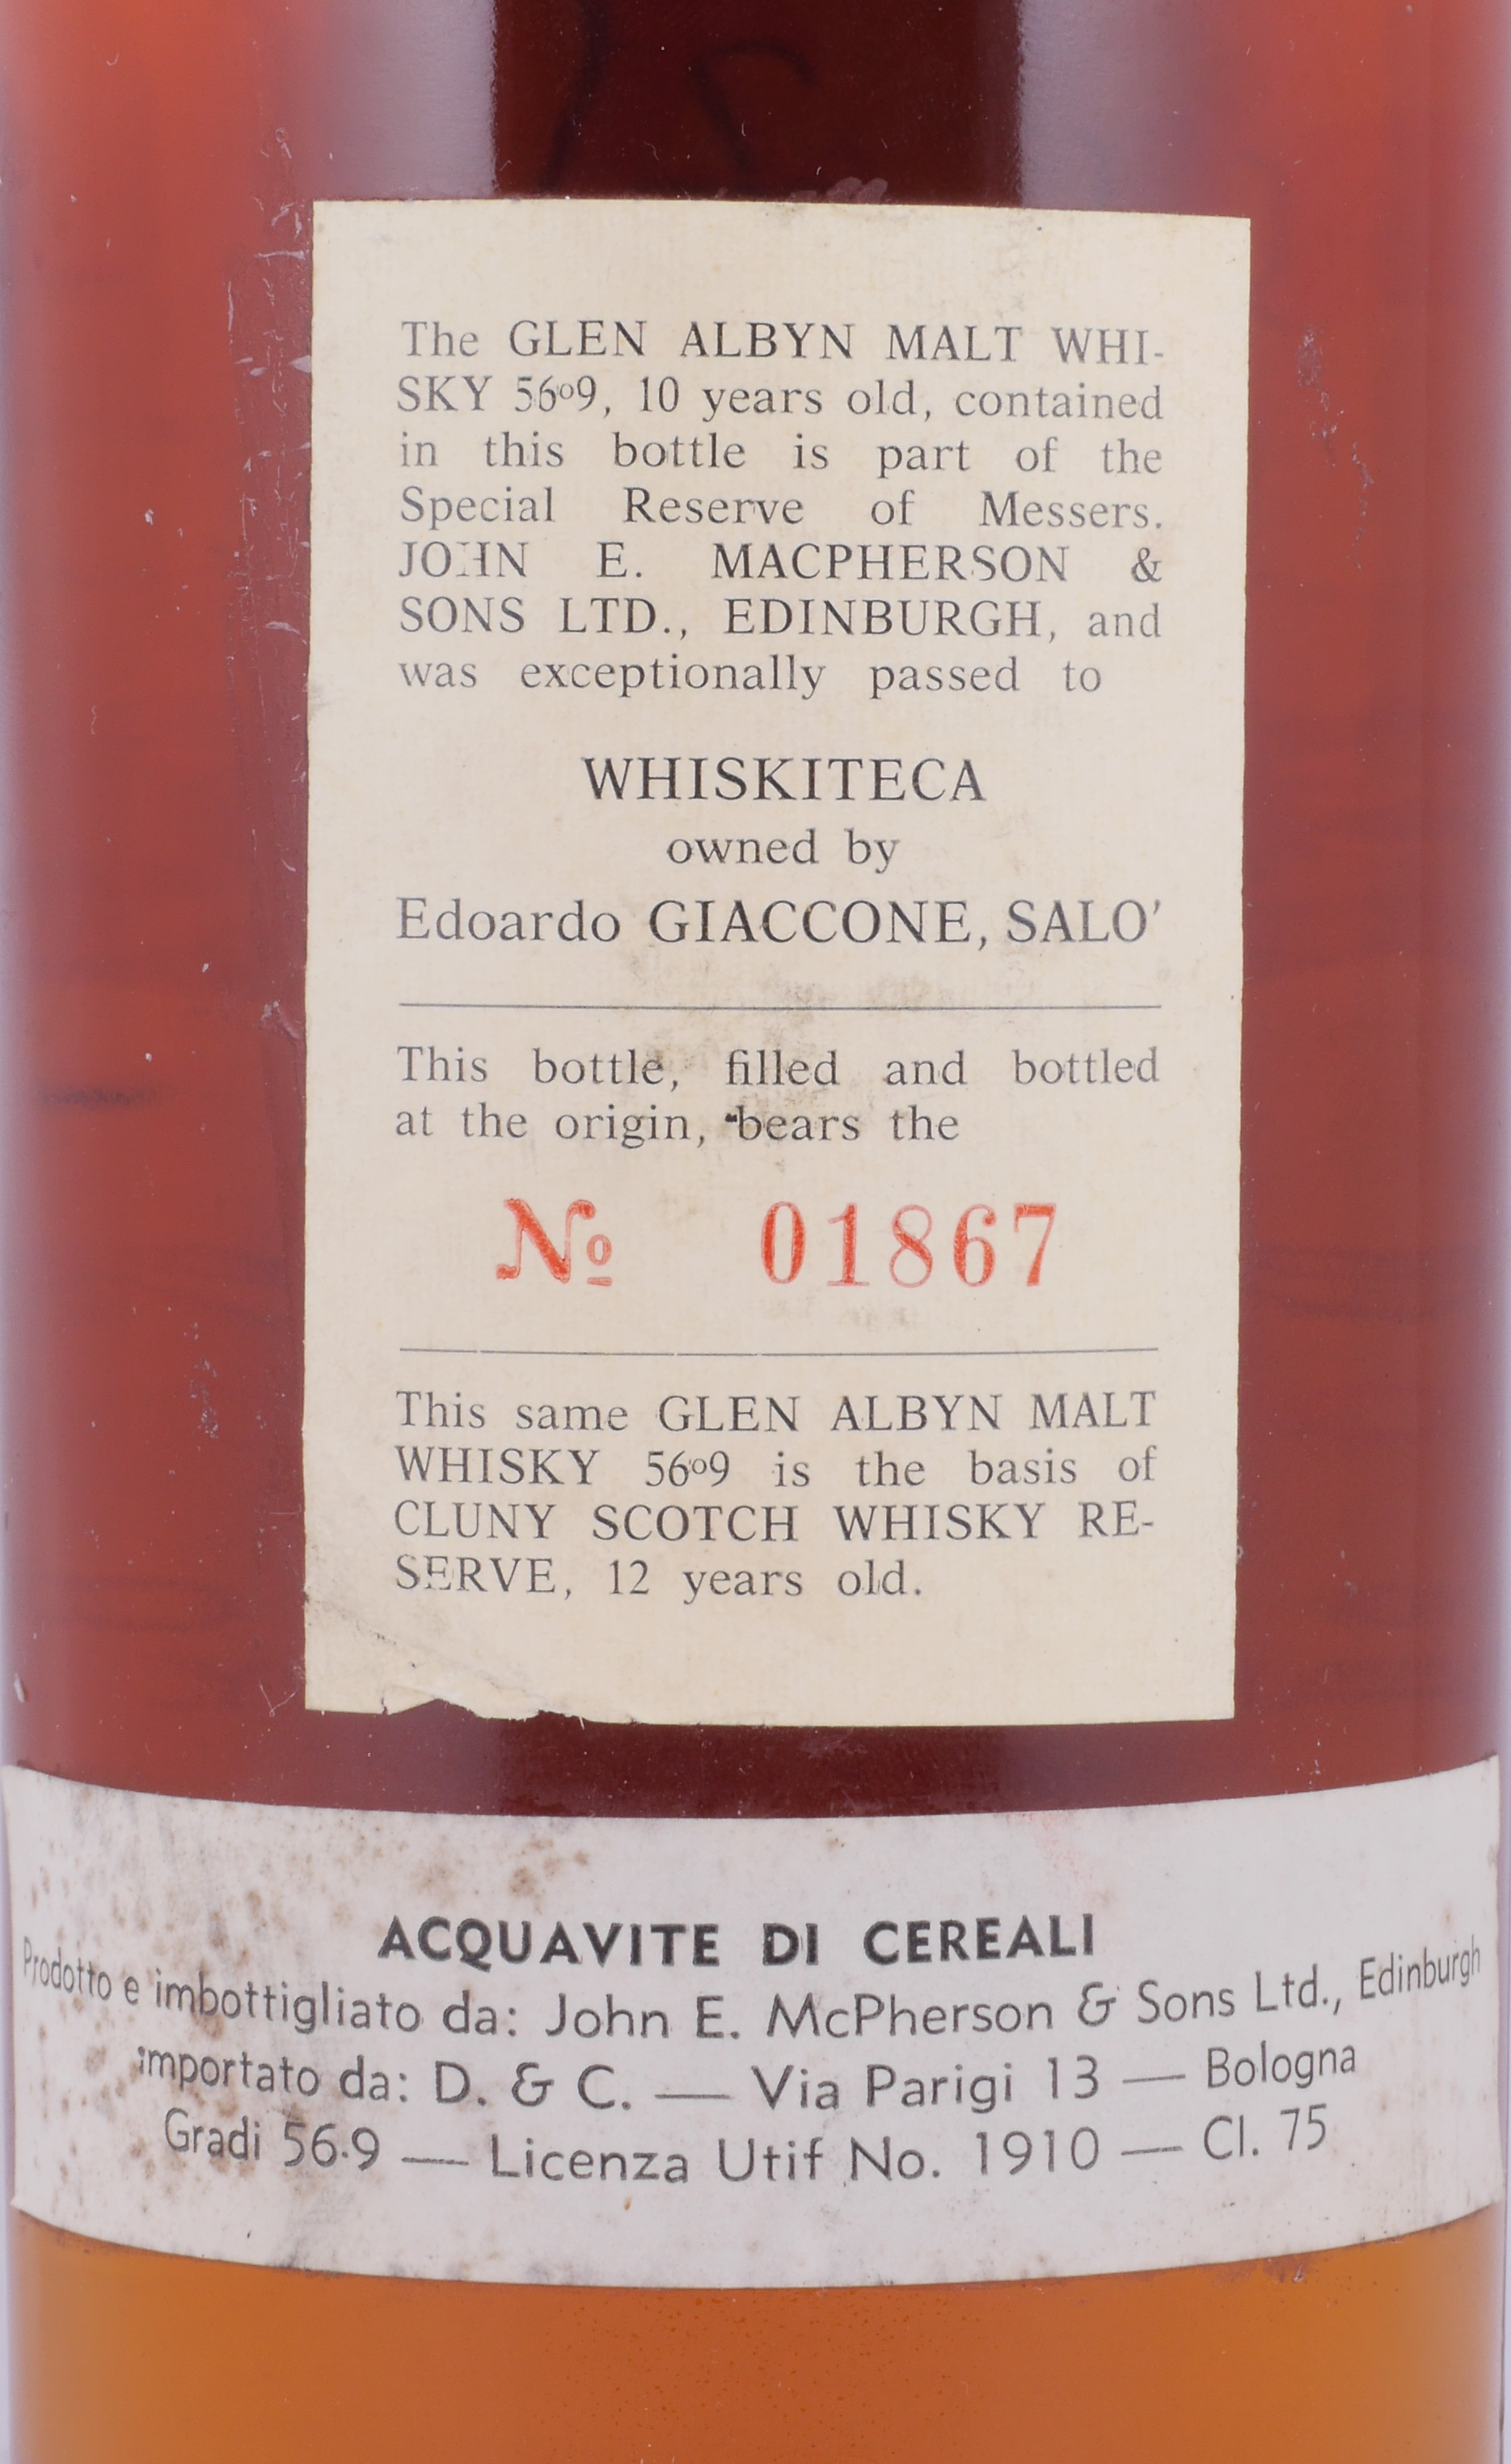 The GLEN ALBYN MALT WHI-
SKY 56º9, 10 years old, contained
in this bottle is part of the
Special Reserve of Messers.
JOHN E. MACPHERSON &
SONS LTD., EDINBURGH, and
was exceptionally passed to
WHISKITECA
owned by
Edoardo GIACCONE, SALO'
This bottle, filled and bottled
at the origin, bears the
Nº 01867
This same GLEN ALBYN MALT
WHISKY 56º9 is the basis of
CLUNY SCOTCH WHISKY RE-
SERVE, 12 years old.
ACQUAVITE DI CEREALI
Prodotto e imbottigliato da: John E. McPherson & Sons Ltd., Edinburgh
importato da: D. & C. — Via Parigi 13 — Bologna
Gradi 56.9 — Licenza Utif No. 1910 — Cl. 75